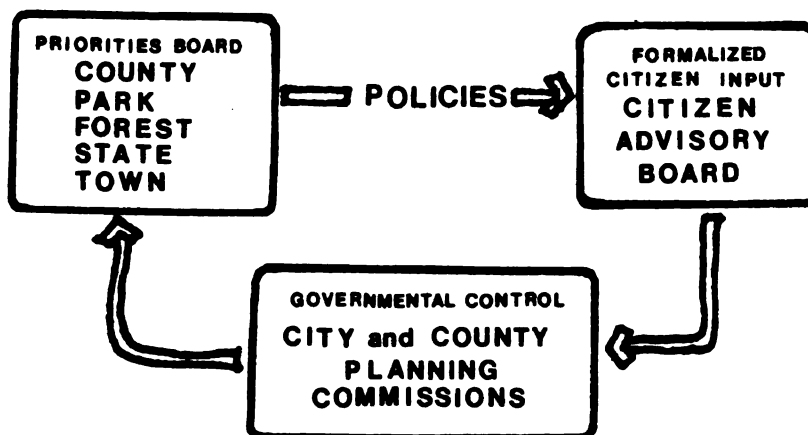 PRIORITIES BOARD
COUNTY
PARK
FOREST
STATE
TOWN
POLICIES
FORMALIZED
CITIZEN INPUT
CITIZEN
ADVISORY
BOARD
GOVERNMENTAL CONTROL
CITY and COUNTY
PLANNING
COMMISSIONS